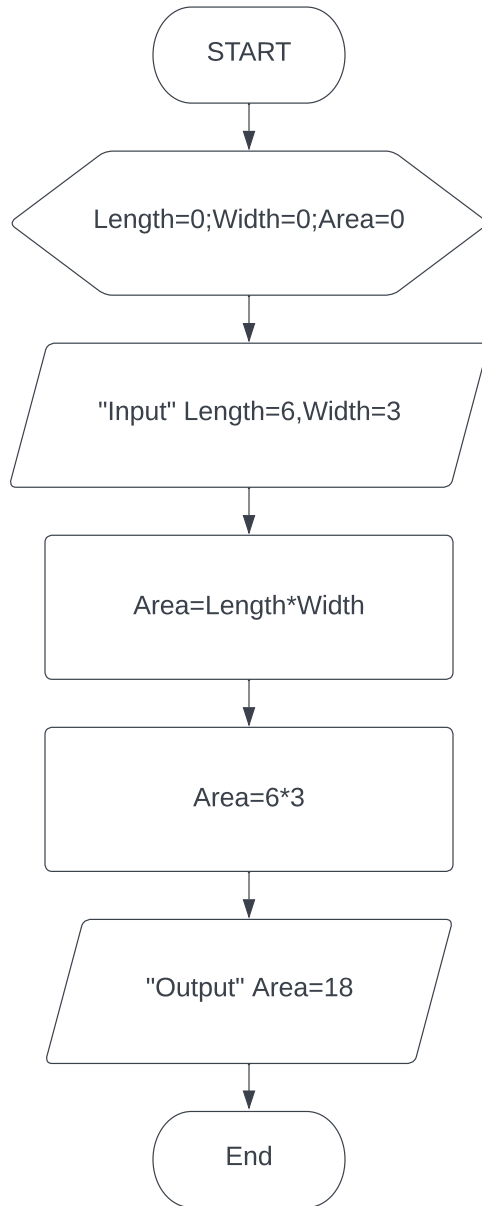 START
Length=0;Width=0;Area=0
"Input" Length=6,Width=3
Area=Length*Width
Area=6*3
"Output" Area=18
End